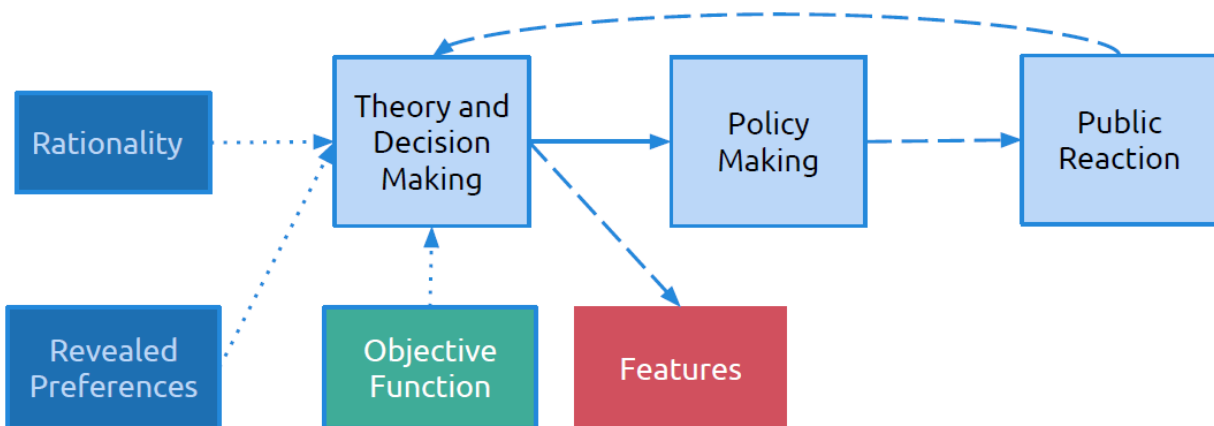 Rationality
Theory and
Decision
Making
Policy
Making
Public
Reaction
Revealed
Preferences
Objective
Function
Features